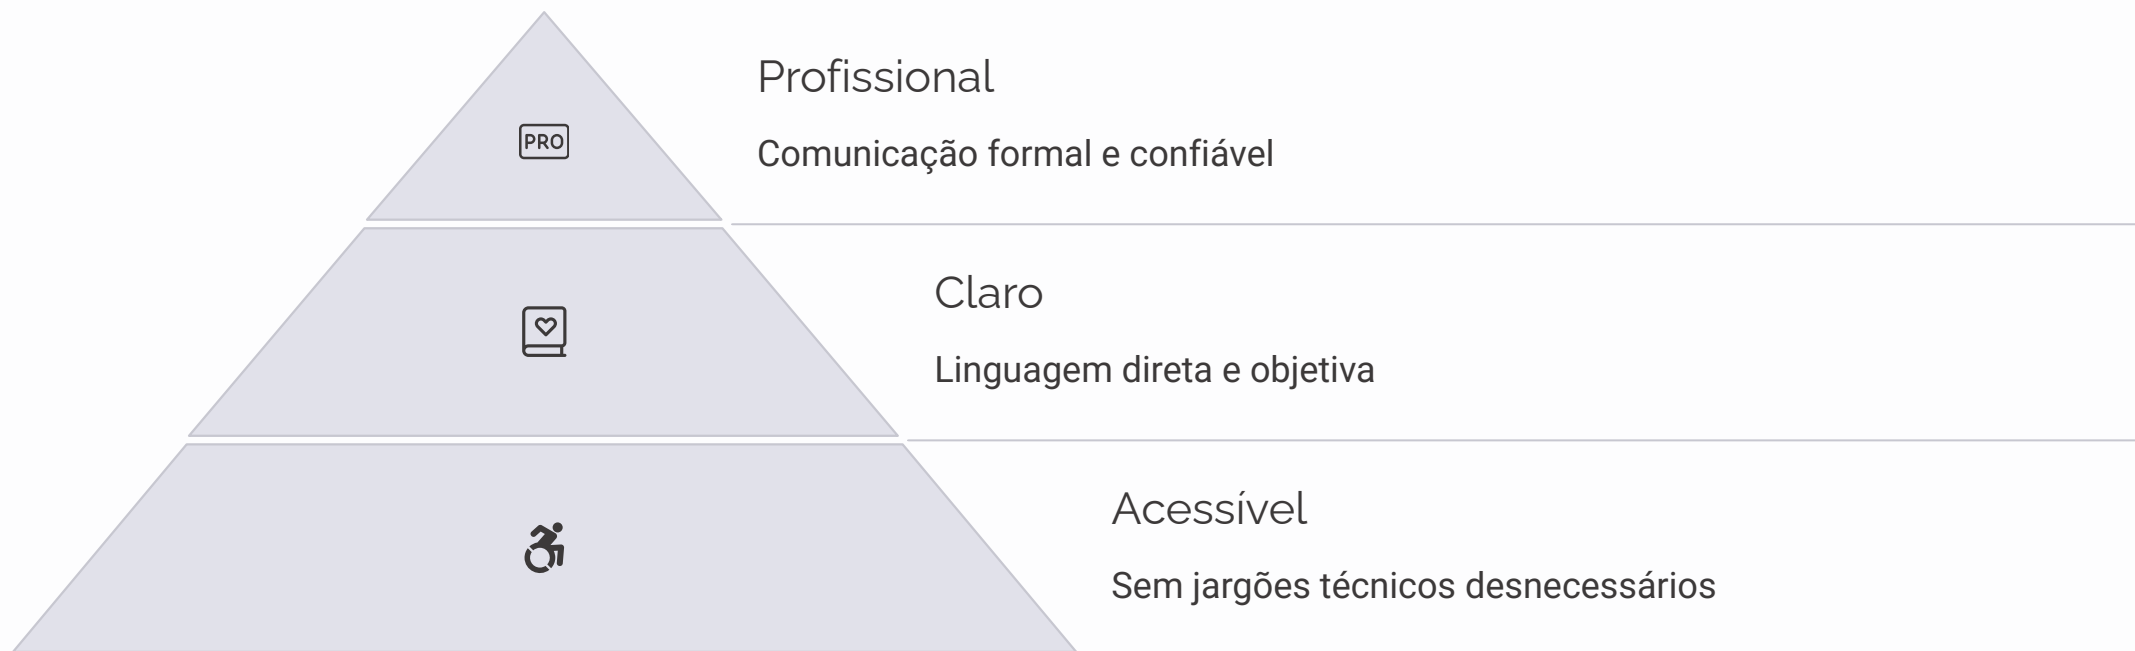 PRO
Profissional
Comunicação formal e confiável
Claro
Linguagem direta e objetiva
Acessível
Sem jargões técnicos desnecessários